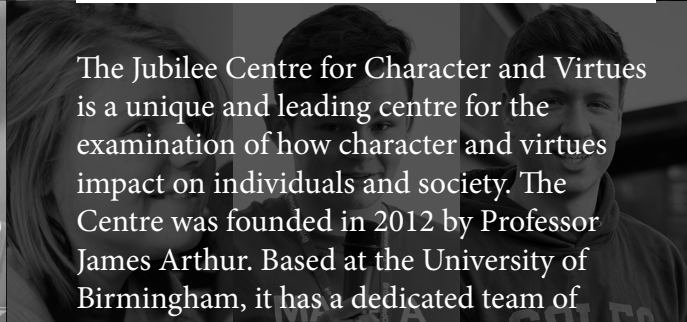 The Jubilee Centre for Character and Virtues
is a unique and leading centre for the
examination of how character and virtues
impact on individuals and society. The
Centre was founded in 2012 by Professor
James Arthur. Based at the University of
Birmingham, it has a dedicated team of